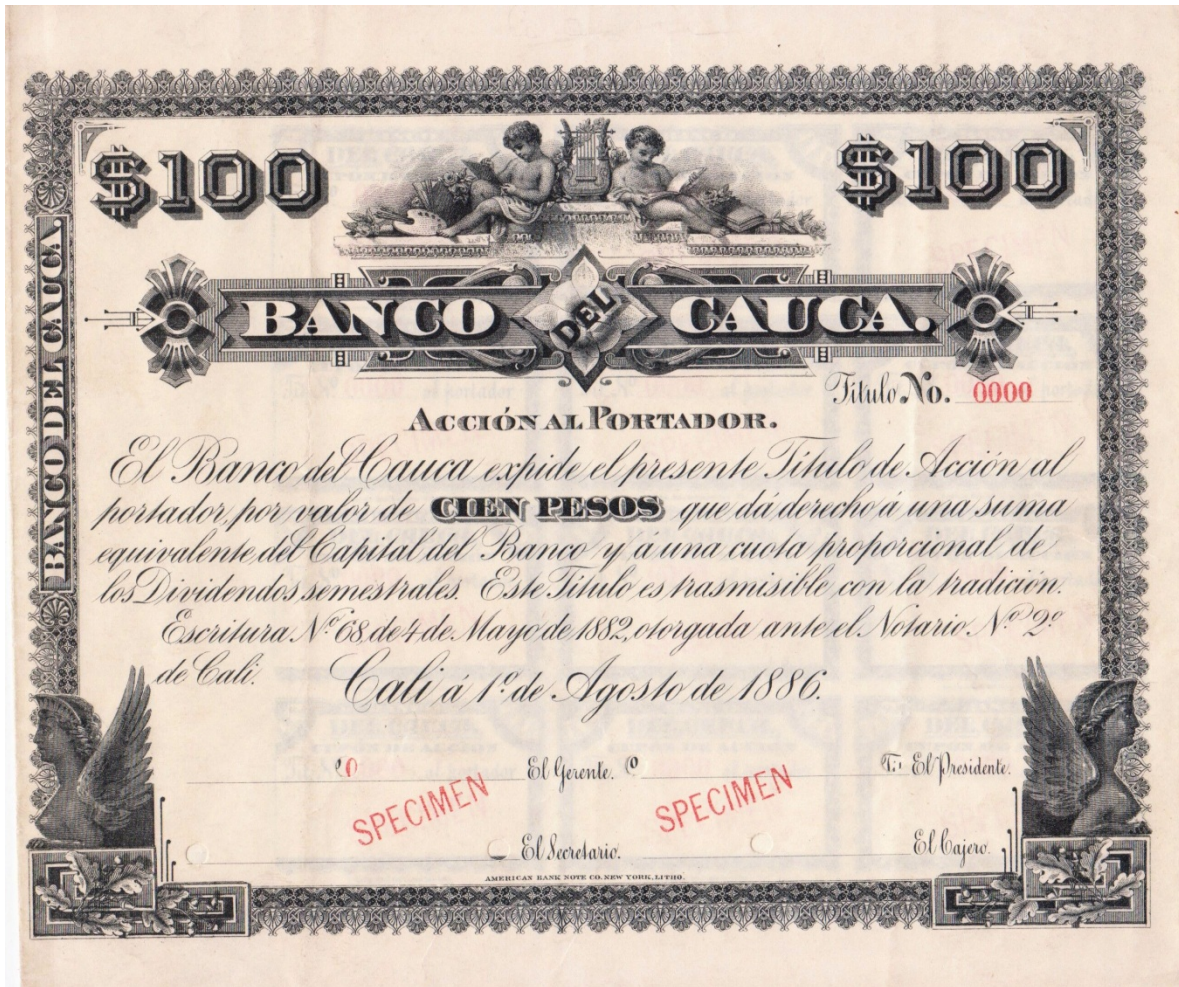 $100 $100
BANCO DEL CAUCA.
BANCO DEL CAUCA.
Título No. 0000
ACCIÓN AL PORTADOR.
El Banco del Cauca expide el presente Título de Acción al
portador, por valor de CIEN PESOS que dá derecho á una suma
equivalente del Capital del Banco y á una cuota proporcional de
los Dividendos semestrales. Este Título es trasmisible con la tradición.
Escritura Nº 68, de 4 de Mayo de 1882, otorgada ante el Notario Nº 2º
de Cali.
Cali á 1º de Agosto de 1886.
El Gerente. El Presidente.
SPECIMEN SPECIMEN
El Secretario. El Cajero.
AMERICAN BANK NOTE CO. NEW YORK, LITHO.